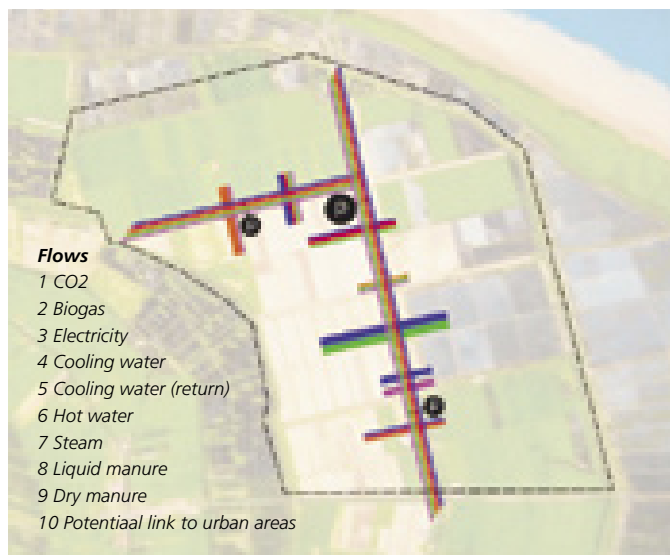 Flows
1 CO2
2 Biogas
3 Electricity
4 Cooling water
5 Cooling water (return)
6 Hot water
7 Steam
8 Liquid manure
9 Dry manure
10 Potentiaal link to urban areas